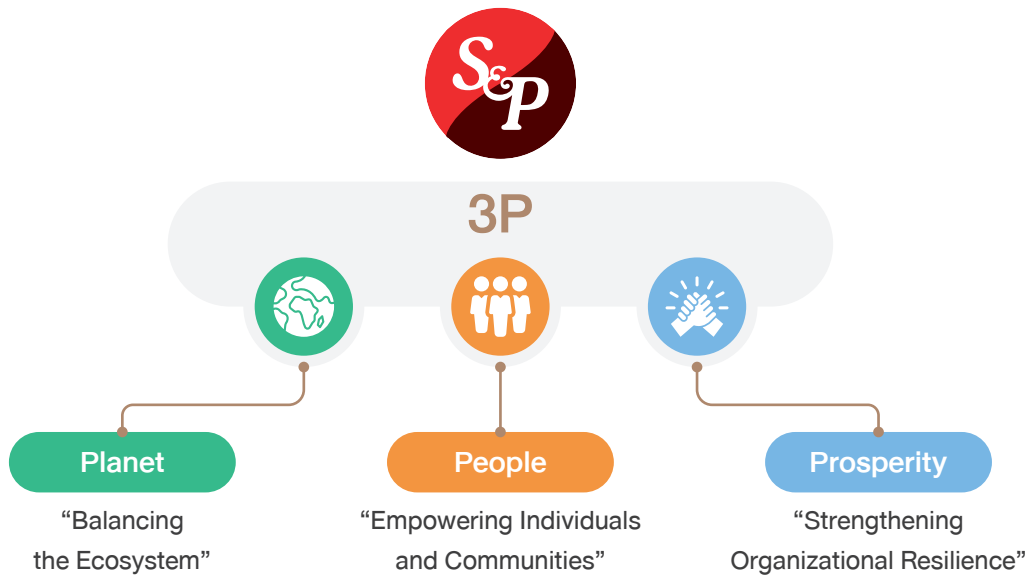 S&P
3P
Planet
People
Prosperity
“Balancing
the Ecosystem”
“Empowering Individuals
and Communities”
“Strengthening
Organizational Resilience”